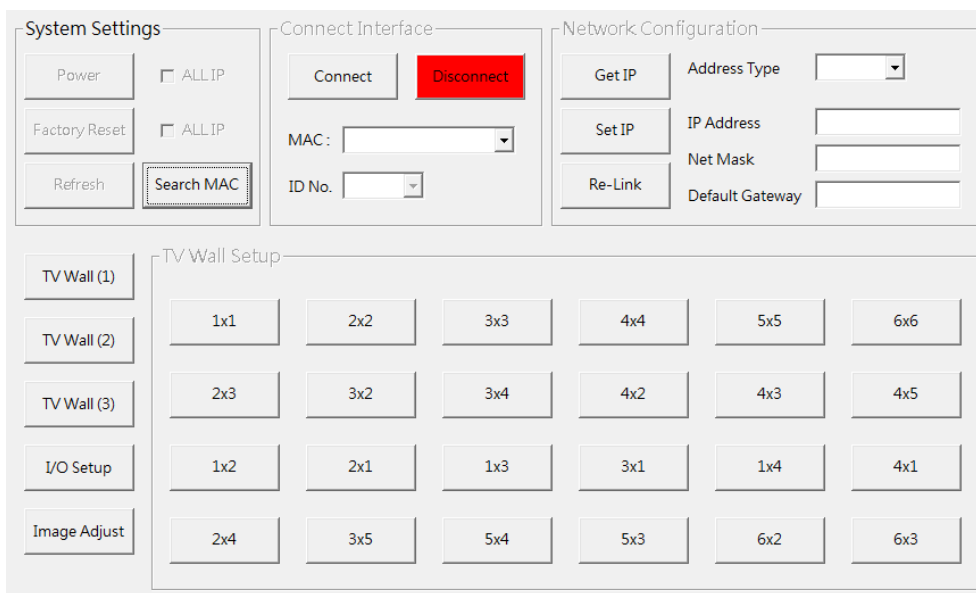 System Settings
Power
ALL IP
Factory Reset
ALL IP
Refresh
Search MAC
Connect Interface
Connect
Disconnect
MAC :
ID No.
Network Configuration
Get IP
Address Type
Set IP
IP Address
Net Mask
Re-Link
Default Gateway
TV Wall (1)
TV Wall (2)
TV Wall (3)
I/O Setup
Image Adjust
TV Wall Setup
1x1 2x2 3x3 4x4 5x5 6x6
2x3 3x2 3x4 4x2 4x3 4x5
1x2 2x1 1x3 3x1 1x4 4x1
2x4 3x5 5x4 5x3 6x2 6x3